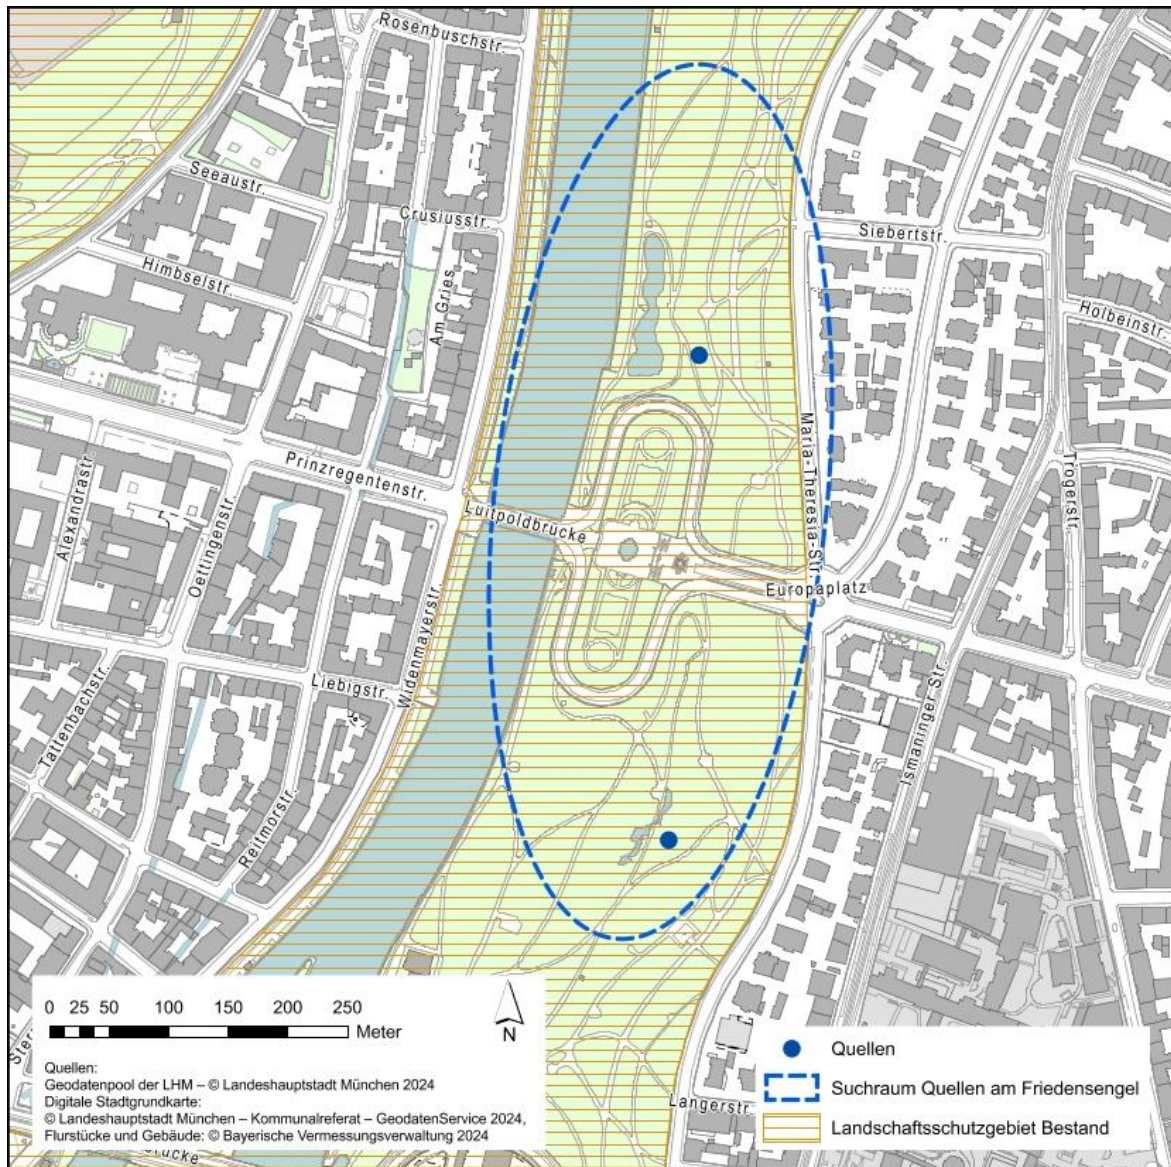 Rosenbuschstr.
Seeaustr.
Crusiusstr.
Siebertstr.
Himbselstr.
Am Gries
Holbeinstr.
Maria-Theresia-Str.
Prinzregentenstr.
Alexandrastr.
Trogerstr.
Oettingenstr.
Luitpoldbrücke
Europaplatz
Widenmayerstr.
Liebigstr.
Tattenbachstr.
Ismaninger Str.
Reitmorstr.
0 25 50 100 150 200 250
Meter
N
Ster
Quellen:
Geodatenpool der LHM – © Landeshauptstadt München 2024
Digitale Stadtgrundkarte:
© Landeshauptstadt München – Kommunalreferat – GeodatenService 2024,
Flurstücke und Gebäude: © Bayerische Vermessungsverwaltung 2024
Quellen
Suchraum Quellen am Friedensengel
Landschaftsschutzgebiet Bestand
Langerstr.
rücke